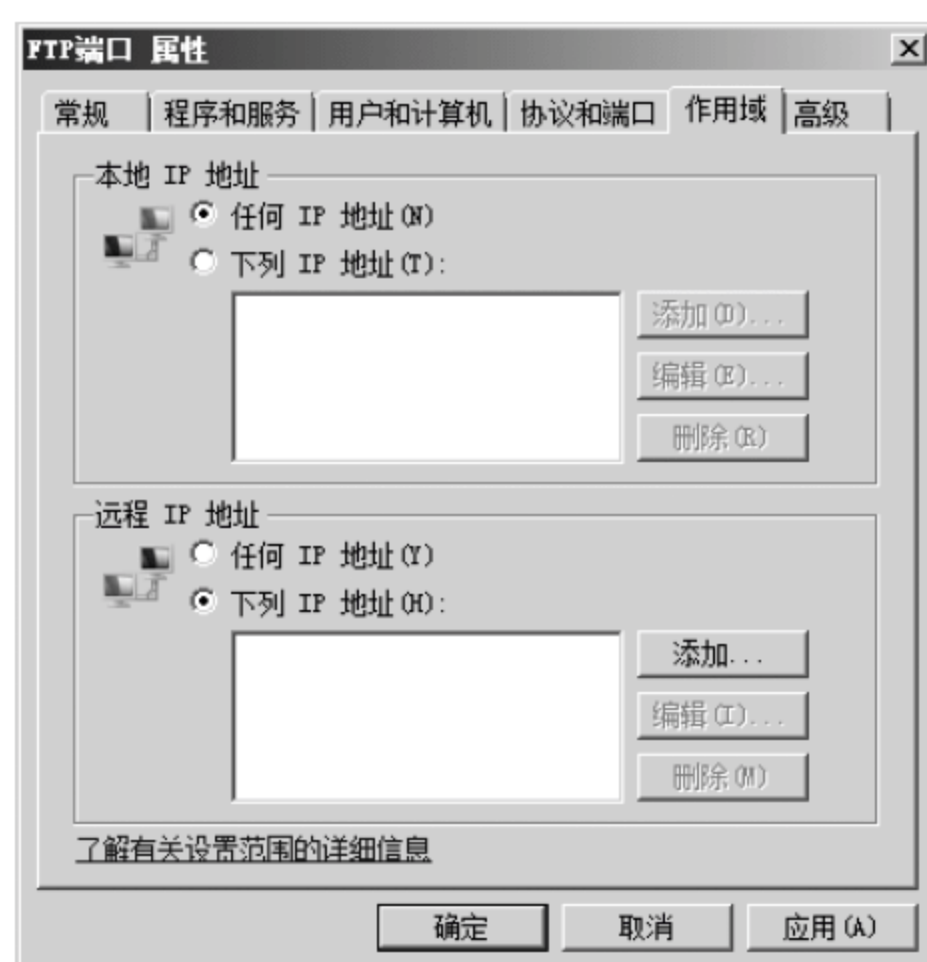 FTP端口 属性
常规 程序和服务 用户和计算机 协议和端口 作用域 高级
本地 IP 地址
任何 IP 地址(N)
下列 IP 地址(T):
添加(D)...
编辑(E)...
删除(R)
远程 IP 地址
任何 IP 地址(Y)
下列 IP 地址(H):
添加...
编辑(I)...
删除(M)
了解有关设置范围的详细信息
确定 取消 应用(A)